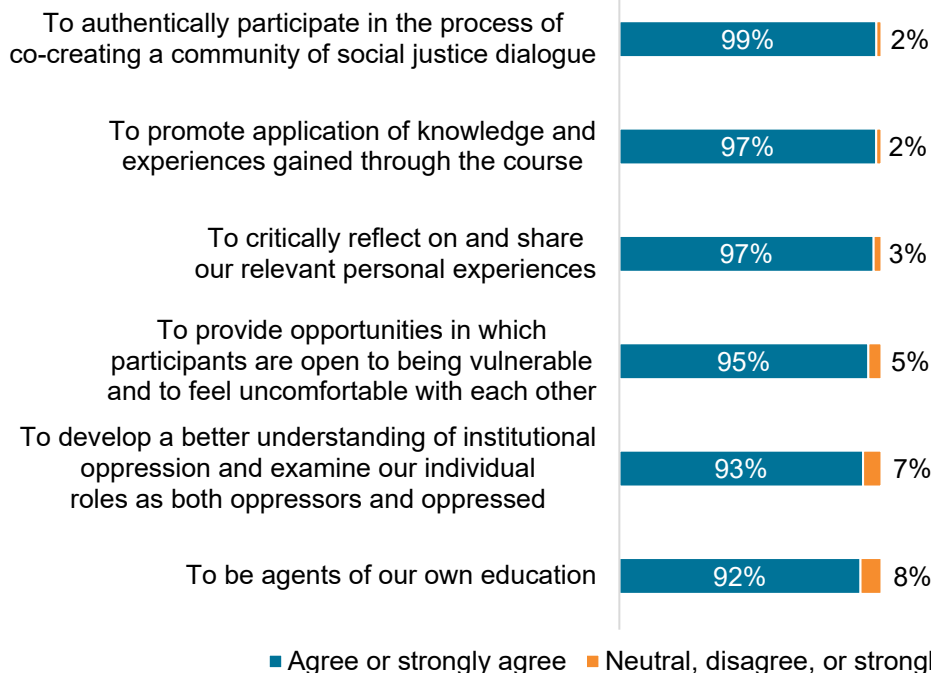 To authentically participate in the process of
co-creating a community of social justice dialogue
99%
2%
To promote application of knowledge and
experiences gained through the course
97%
2%
To critically reflect on and share
our relevant personal experiences
97%
3%
To provide opportunities in which
participants are open to being vulnerable
and to feel uncomfortable with each other
95%
5%
To develop a better understanding of institutional
oppression and examine our individual
roles as both oppressors and oppressed
93%
7%
To be agents of our own education
92%
8%
Agree or strongly agree
Neutral, disagree, or